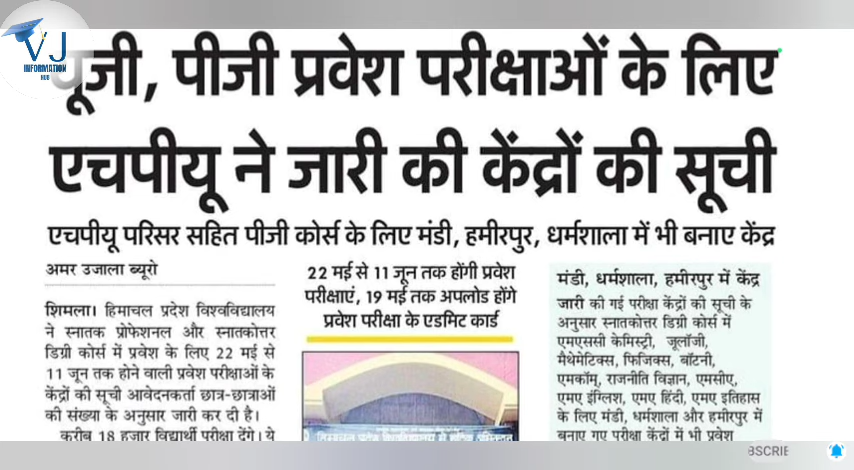 VJ
INFORMATION
HUB
यूजी, पीजी प्रवेश परीक्षाओं के लिए
एचपीयू ने जारी की केंद्रों की सूची
एचपीयू परिसर सहित पीजी कोर्स के लिए मंडी, हमीरपुर, धर्मशाला में भी बनाए केंद्र
अमर उजाला ब्यूरो
शिमला। हिमाचल प्रदेश विश्वविद्यालय
ने स्नातक प्रोफेशनल और स्नातकोत्तर
डिग्री कोर्स में प्रवेश के लिए 22 मई से
11 जून तक होने वाली प्रवेश परीक्षाओं के
केंद्रों की सूची आवेदनकर्ता छात्र-छात्राओं
की संख्या के अनुसार जारी कर दी है।
करीब 18 हजार विद्यार्थी परीक्षा देंगे। ये
22 मई से 11 जून तक होंगी प्रवेश
परीक्षाएं, 19 मई तक अपलोड होंगे
प्रवेश परीक्षा के एडमिट कार्ड
मंडी, धर्मशाला, हमीरपुर में केंद्र
जारी की गई परीक्षा केंद्रों की सूची के
अनुसार स्नातकोत्तर डिग्री कोर्स में
एमएससी केमिस्ट्री, जूलॉजी,
मैथेमेटिक्स, फिजिक्स, बॉटनी,
एमकॉम, राजनीति विज्ञान, एमसीए,
एमए इंग्लिश, एमए हिंदी, एमए इतिहास
के लिए मंडी, धर्मशाला और हमीरपुर में
बनाए गए परीक्षा केंद्रों में भी प्रवेश